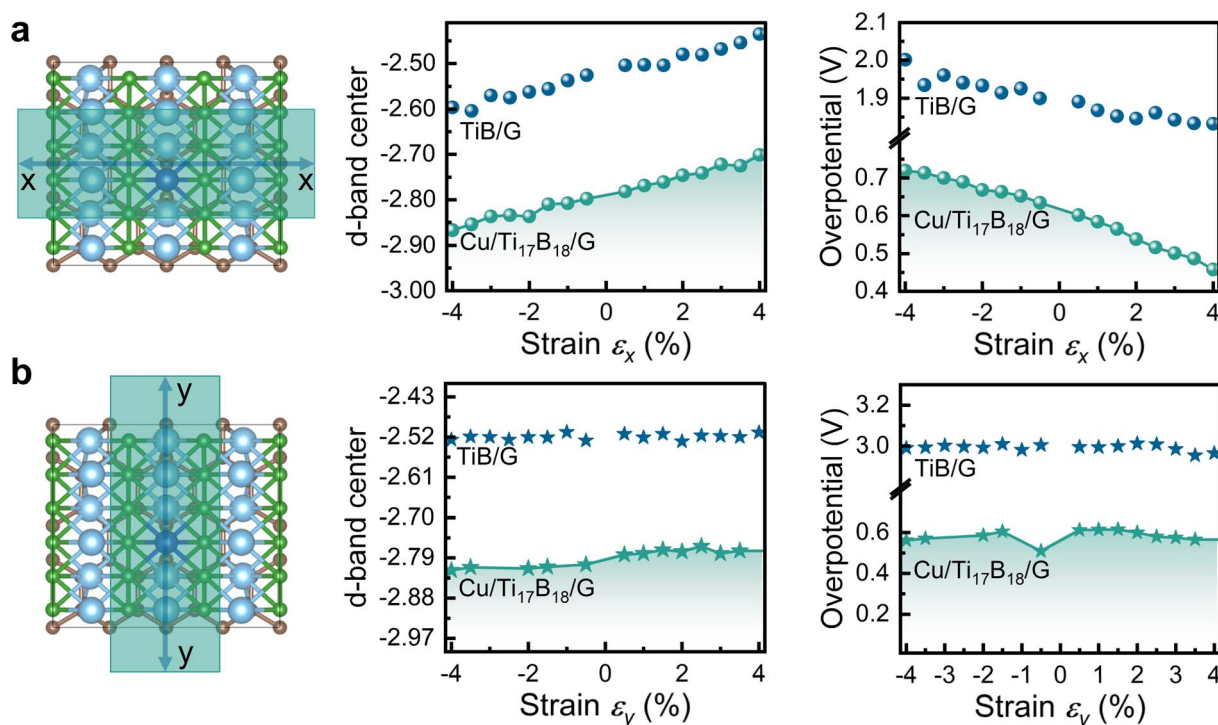 a
x
x
d-band center
-2.50
-2.60
-2.70
-2.80
-2.90
-3.00
TiB/G
Cu/Ti₁₇B₁₈/G
-4
-2
0
2
4
Strain εₓ (%)
Overpotential (V)
2.1
2.0
1.9
0.7
0.6
0.5
0.4
TiB/G
Cu/Ti₁₇B₁₈/G
-4
-2
0
2
4
Strain εₓ (%)
b
y
y
d-band center
-2.43
-2.52
-2.61
-2.70
-2.79
-2.88
-2.97
TiB/G
Cu/Ti₁₇B₁₈/G
-4
-2
0
2
4
Strain εᵧ (%)
Overpotential (V)
3.2
3.0
0.6
0.4
0.2
TiB/G
Cu/Ti₁₇B₁₈/G
-4
-3
-2
-1
0
1
2
3
4
Strain εᵧ (%)